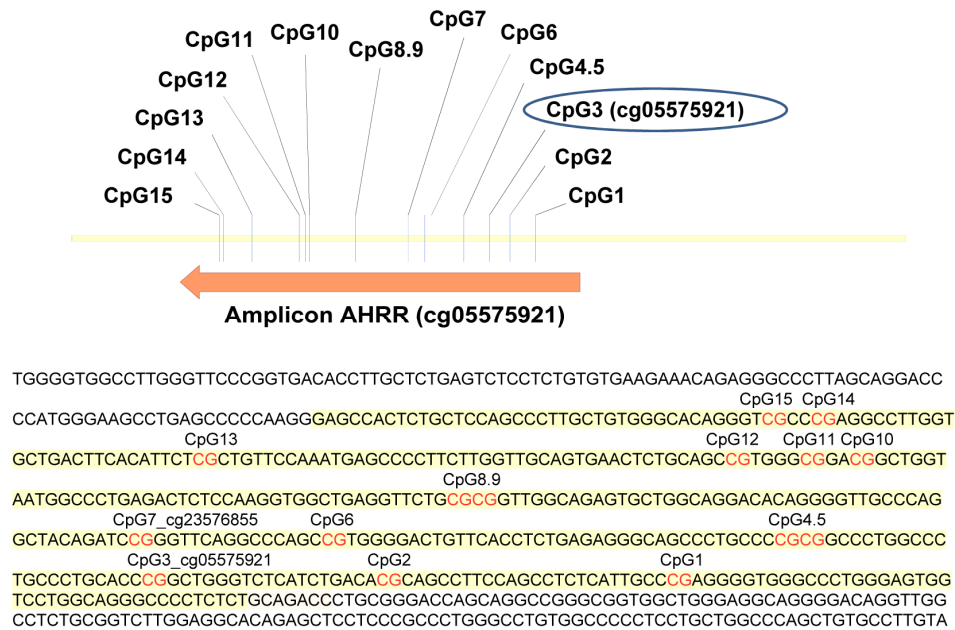 CpG7
CpG11 CpG10 CpG6
CpG8.9
CpG12 CpG4.5
CpG13 CpG3 (cg05575921)
CpG14 CpG2
CpG15 CpG1
Amplicon AHRR (cg05575921)
TGGGGTGGCCTTGGGTTCCCGGTGACACCTTGCTCTGAGTCTCCTCTGTGTGAAGAAACAGAGGGCCCTTAGCAGGACC
CCATGGGAAGCCTGAGCCCCCAAGGGAGCCACTCTGCTCCAGCCCTTGCTGTGGGCACAGGGTCGCCCCGAGGCCTTGGT
CpG15 CpG14
GCTGACTTCACATTCTCGCTGTTCCAAATGAGCCCCTTCTTGGTTGCAGTGAACTCTGCAGCCGTGGGCGGACGGCTGGT
CpG13 CpG12 CpG11 CpG10
AATGGCCCTGAGACTCTCCAAGGTGGCTGAGGTTCTGCGCGGTTGGCAGAGTGCTGGCAGGACACAGGGGTTGCCCAG
CpG8.9
GCTACAGATCCGGGTTCAGGCCCAGCCGTGGGGACTGTTCACCTCTGAGAGGGCAGCCCTGCCCCGCGGCCCTGGCCC
CpG7_cg23576855 CpG6 CpG4.5
TGCCCTGCACCCGGCTGGGTCTCATCTGACACGCAGCCTTCCAGCCTCTCATTGCCCGAGGGGTGGGCCCTGGGAGTGG
CpG3_cg05575921 CpG2 CpG1
TCCTGGCAGGGCCCCTCTCTGCAGACCCTGCGGGACCAGCAGGCCGGGCGGTGGCTGGGAGGCAGGGGACAGGTTGG
CCTCTGCGGTCTTGGAGGCACAGAGCTCCTCCCGCCCTGGGCCTGTGGCCCCCTCCTGCTGGCCCAGCTGTGCCTTGTA